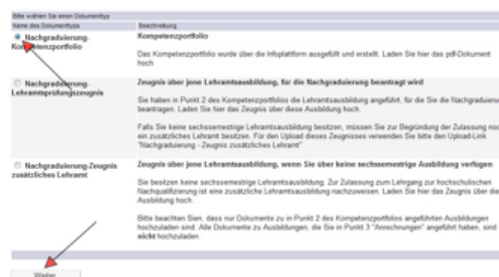 Bitte wählen Sie einen Dokumenttyp
Name des Dokumenttyps Beschreibung
Nachgraduierung- Kompetenzportfolio
Kompetenzportfolio
Das Kompetenzportfolio wurde über die Infoplattform ausgefüllt und erstellt. Laden Sie hier das pdf-Dokument
hoch
Nachgraduierung- Zeugnis über jene Lehramtsausbildung, für die Nachgraduierung beantragt wird
Lehramtsprüfungszeugnis
Sie haben in Punkt 2 des Kompetenzportfolios die Lehramtsausbildung angeführt, für die Sie die Nachgraduierung
beantragen. Laden Sie hier das Zeugnis über diese Ausbildung hoch.
Falls Sie keine sechssemestrige Lehramtsausbildung besitzen, müssen Sie zur Begründung der Zulassung noch
ein zusätzliches Lehramt besitzen. Für den Upload dieses Zeugnisses verwenden Sie bitte den Upload-Link
"Nachgraduierung - Zeugnis zusätzliches Lehramt"
Nachgraduierung-Zeugnis Zeugnis über jene Lehramtsausbildung, wenn Sie über keine sechssemestrige Ausbildung verfügen
zusätzliches Lehramt
Sie besitzen keine sechssemestrige Lehramtsausbildung. Zur Zulassung zum Lehrgang zur hochschulischen
Nachqualifizierung ist eine zusätzliche Lehramtsausbildung nachzuweisen. Laden Sie hier das Zeugnis über die
Ausbildung hoch.
Bitte beachten Sien, dass nur Dokumente zu in Punkt 2 des Kompetenzportfolios angeführten Ausbildungen
hochzuladen sind. Alle Dokumente zu Ausbildungen, die Sie in Punkt 3 "Anrechnungen" angeführt haben, sind
nicht hochzuladen.
Weiter